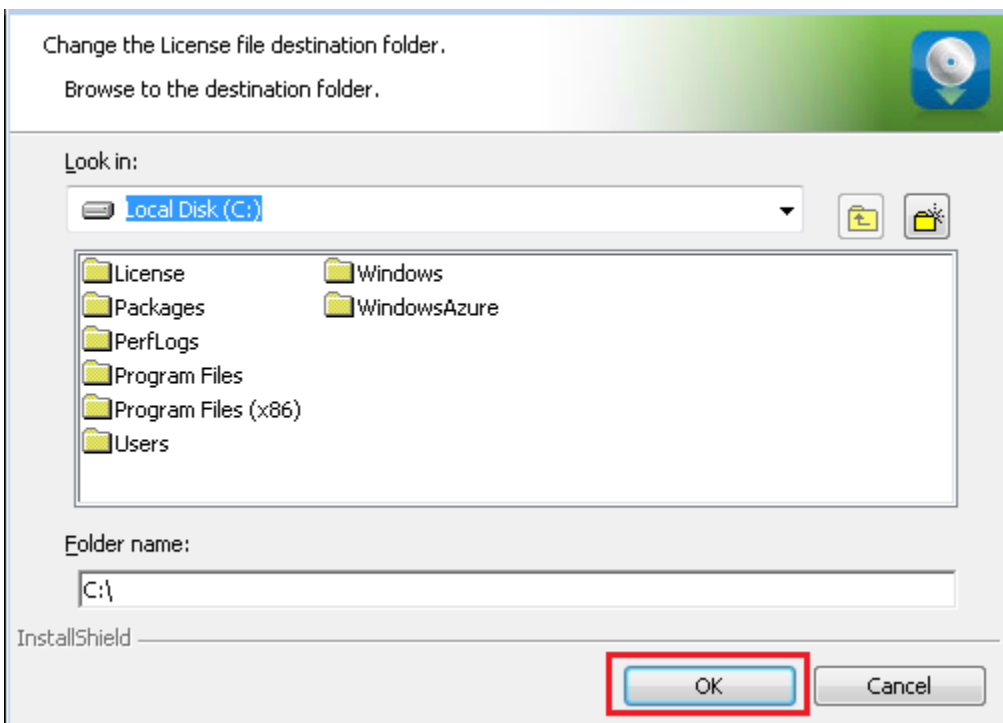 Change the License file destination folder.
Browse to the destination folder.
Look in:
Local Disk (C:)
License
Packages
PerfLogs
Program Files
Program Files (x86)
Users
Windows
WindowsAzure
Folder name:
C:\
InstallShield
OK
Cancel